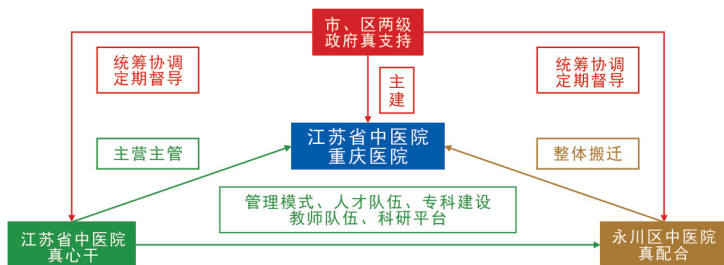 市、区两级
政府真支持
统筹协调
定期督导
主
建
统筹协调
定期督导
江苏省中医院
重庆医院
主营主管
整体搬迁
管理模式、人才队伍、专科建设
教师队伍、科研平台
江苏省中医院
真心干
永川区中医院
真配合